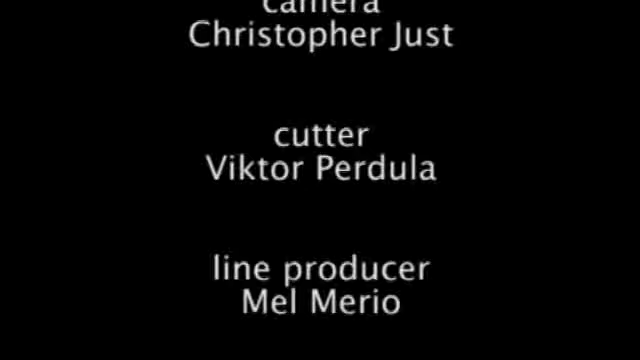 camera
Christopher Just
cutter
Viktor Perdula
line producer
Mel Merio